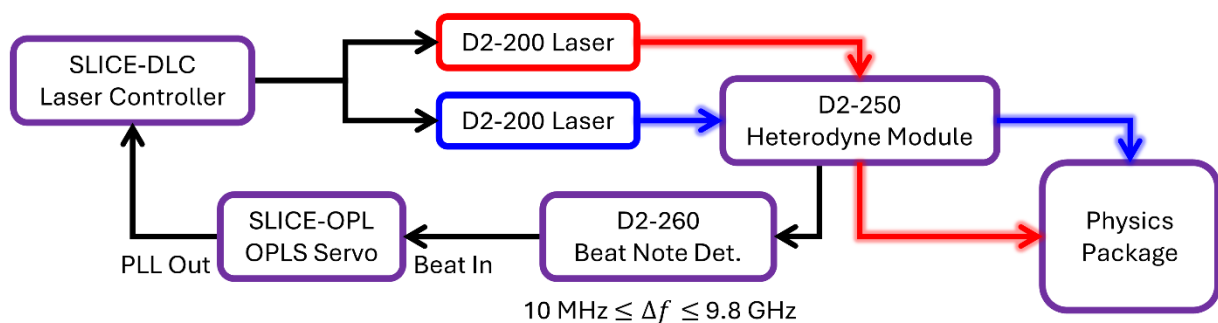 SLICE-DLC
Laser Controller
D2-200 Laser
D2-200 Laser
D2-250
Heterodyne Module
SLICE-OPL
OPLS Servo
PLL Out
Beat In
D2-260
Beat Note Det.
Physics
Package
10 MHz ≤ Δf ≤ 9.8 GHz